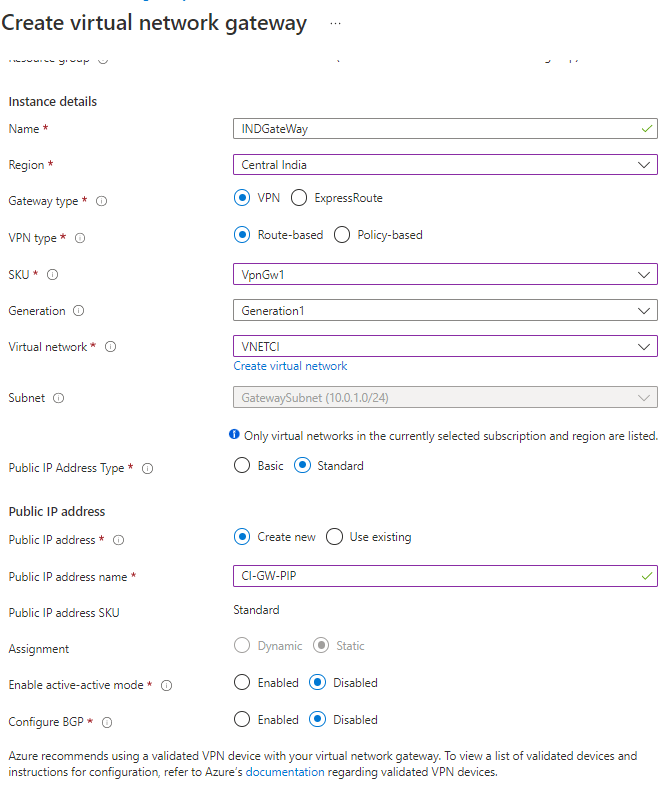 Create virtual network gateway ...
Resource group
Instance details
Name *
INDGateWay
Region *
Central India
Gateway type *
VPN ExpressRoute
VPN type *
Route-based Policy-based
SKU *
VpnGw1
Generation
Generation1
Virtual network *
VNETCI
Create virtual network
Subnet
GatewaySubnet (10.0.1.0/24)
Only virtual networks in the currently selected subscription and region are listed.
Public IP Address Type *
Basic Standard
Public IP address
Public IP address *
Create new Use existing
Public IP address name *
CI-GW-PIP
Public IP address SKU
Standard
Assignment
Dynamic Static
Enable active-active mode *
Enabled Disabled
Configure BGP *
Enabled Disabled
Azure recommends using a validated VPN device with your virtual network gateway. To view a list of validated devices and
instructions for configuration, refer to Azure's documentation regarding validated VPN devices.